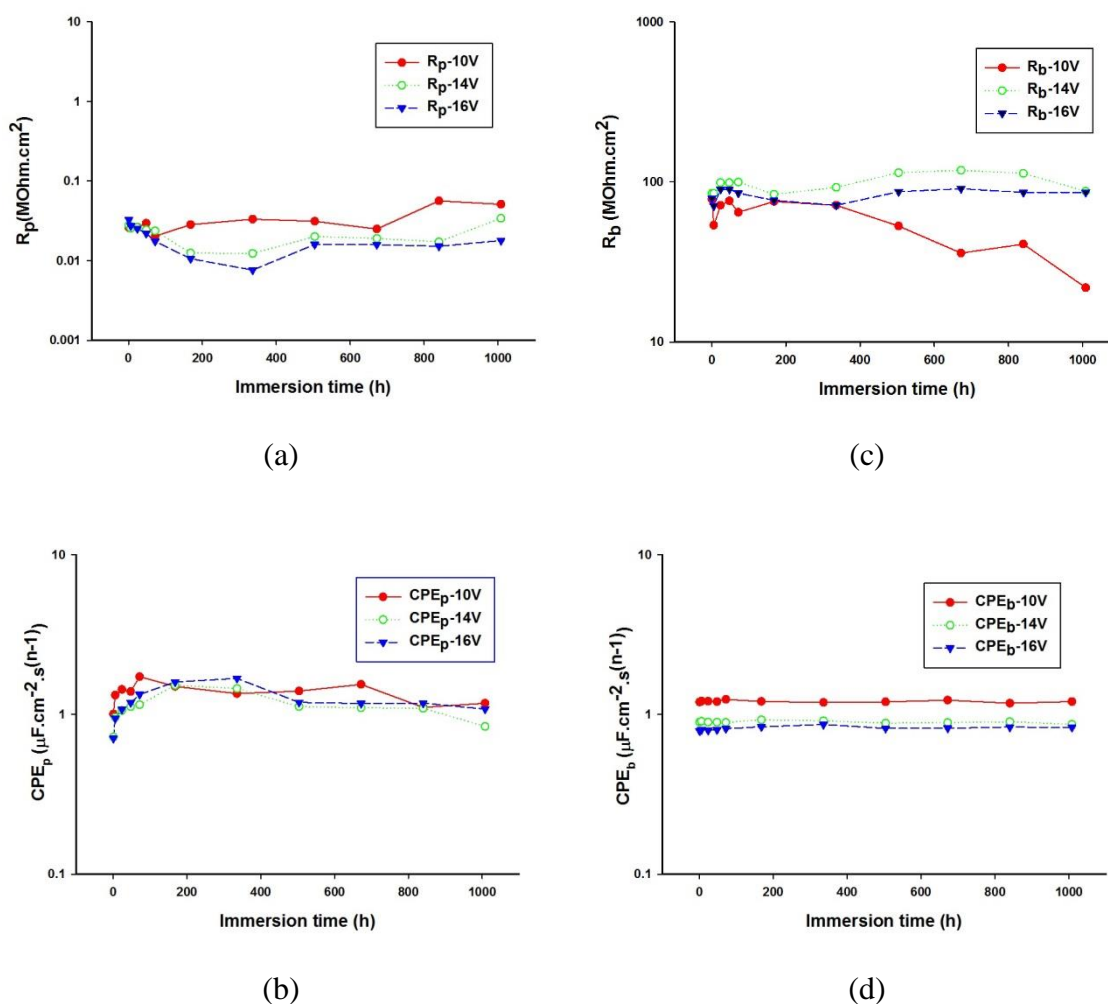 10
1
0.1
0.01
0.001
Rp(MOhm.cm2)
Rp-10V
Rp-14V
Rp-16V
0 200 400 600 800 1000
Immersion time (h)
(a)
1000
100
10
Rb (MOhm.cm2)
Rb-10V
Rb-14V
Rb-16V
0 200 400 600 800 1000
Immersion time (h)
(c)
10
1
0.1
CPEp (µF.cm-2.s(n-1))
CPEp-10V
CPEp-14V
CPEp-16V
0 200 400 600 800 1000
Immersion time (h)
(b)
10
1
0.1
CPEb (µF.cm-2.s(n-1))
CPEb-10V
CPEb-14V
CPEb-16V
0 200 400 600 800 1000
Immersion time (h)
(d)